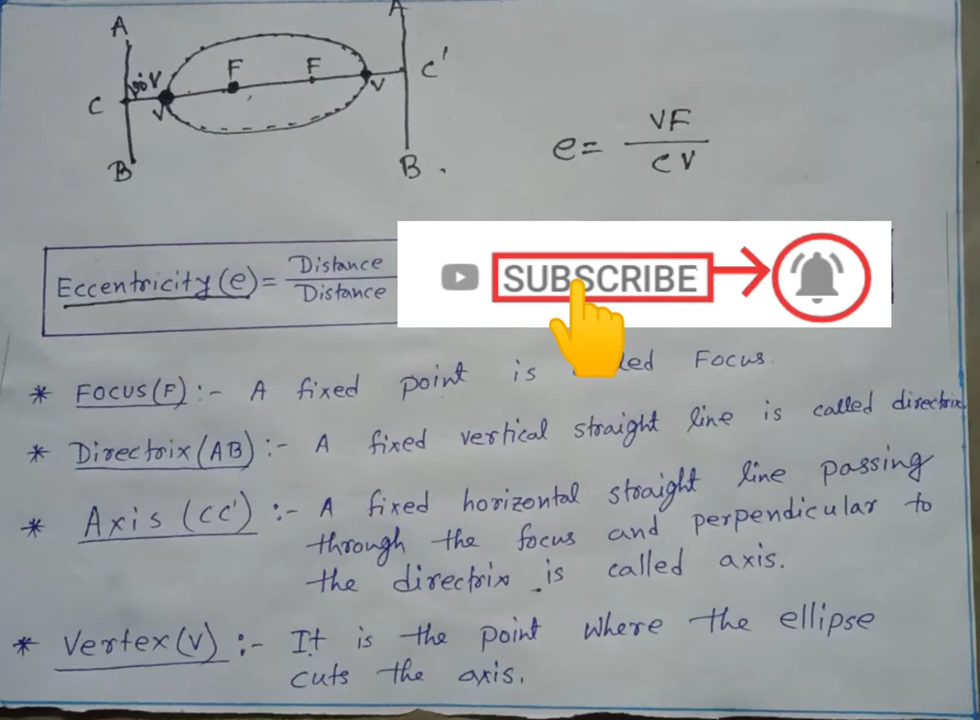 A A
C 90° V F F V C'
V
B B.
e = VF / CV
Eccentricity (e) = Distance / Distance
SUBSCRIBE
* FOCUS(F) :- A fixed point is led Focus.
* Directrix (AB) :- A fixed vertical straight line is called directrix
* Axis (CC') :- A fixed horizontal straight line passing
through the focus and perpendicular to
the directrix is called axis.
* Vertex (V) :- It is the point where the ellipse
cuts the axis.